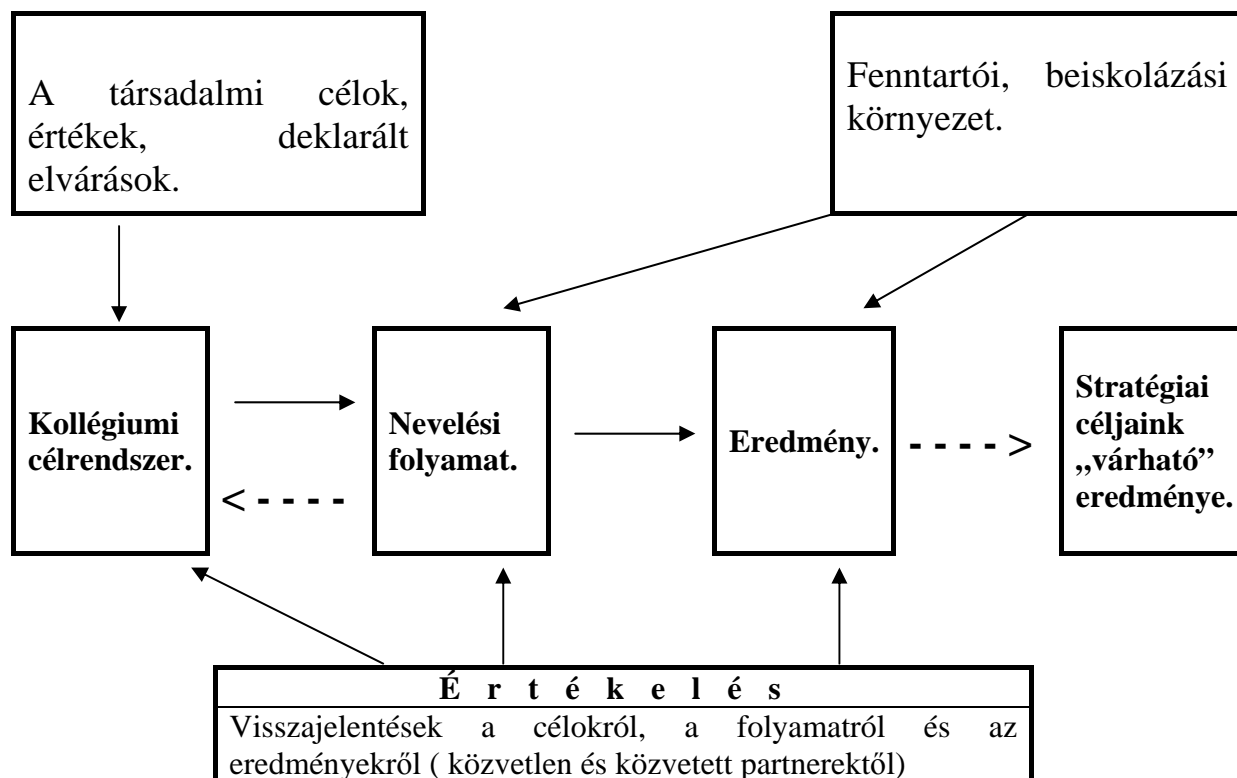 A társadalmi célok,
értékek, deklarált
elvárások.
Fenntartói, beiskolázási
környezet.
Kollégiumi
célrendszer.
Nevelési
folyamat.
Eredmény.
Stratégiai
céljaink
„várható”
eredménye.
É r t é k e l é s
Visszajelentések a célokról, a folyamatról és az
eredményekről ( közvetlen és közvetett partnerektől)